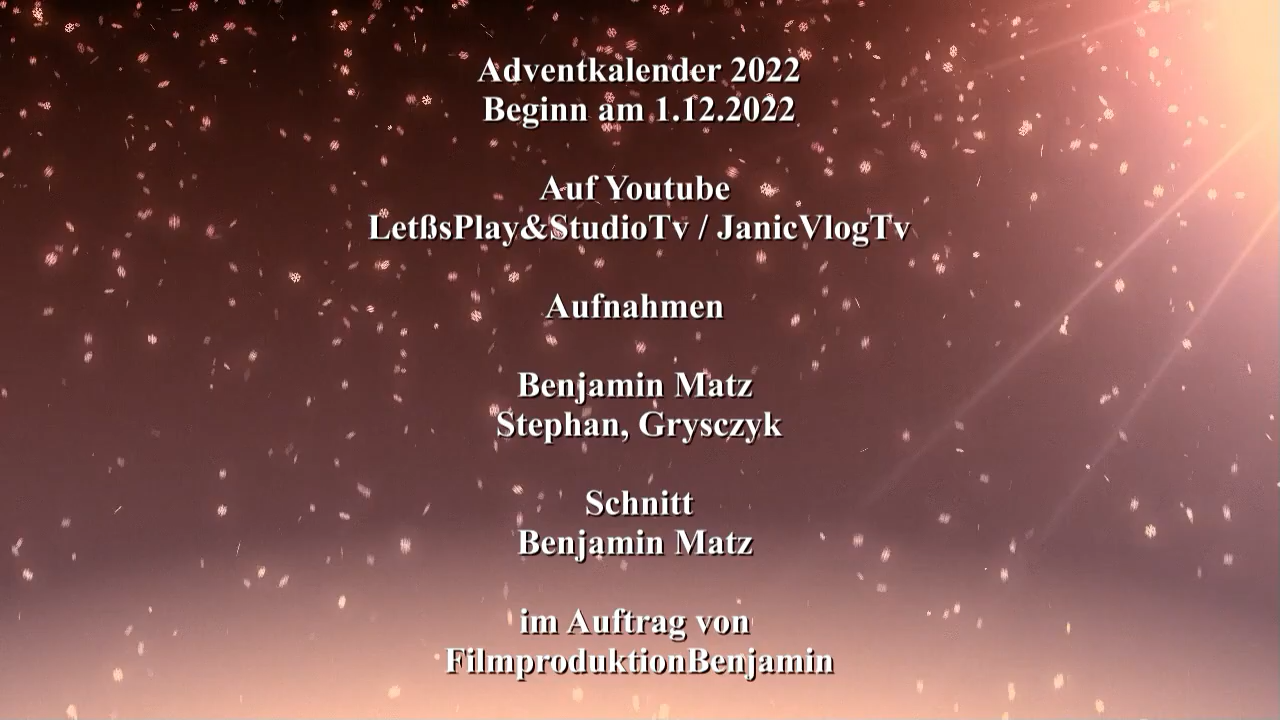 Adventkalender 2022
Beginn am 1.12.2022
Auf Youtube
LetßsPlay&StudioTv / JanicVlogTv
Aufnahmen
Benjamin Matz
Stephan, Grysczyk
Schnitt
Benjamin Matz
im Auftrag von
FilmproduktionBenjamin